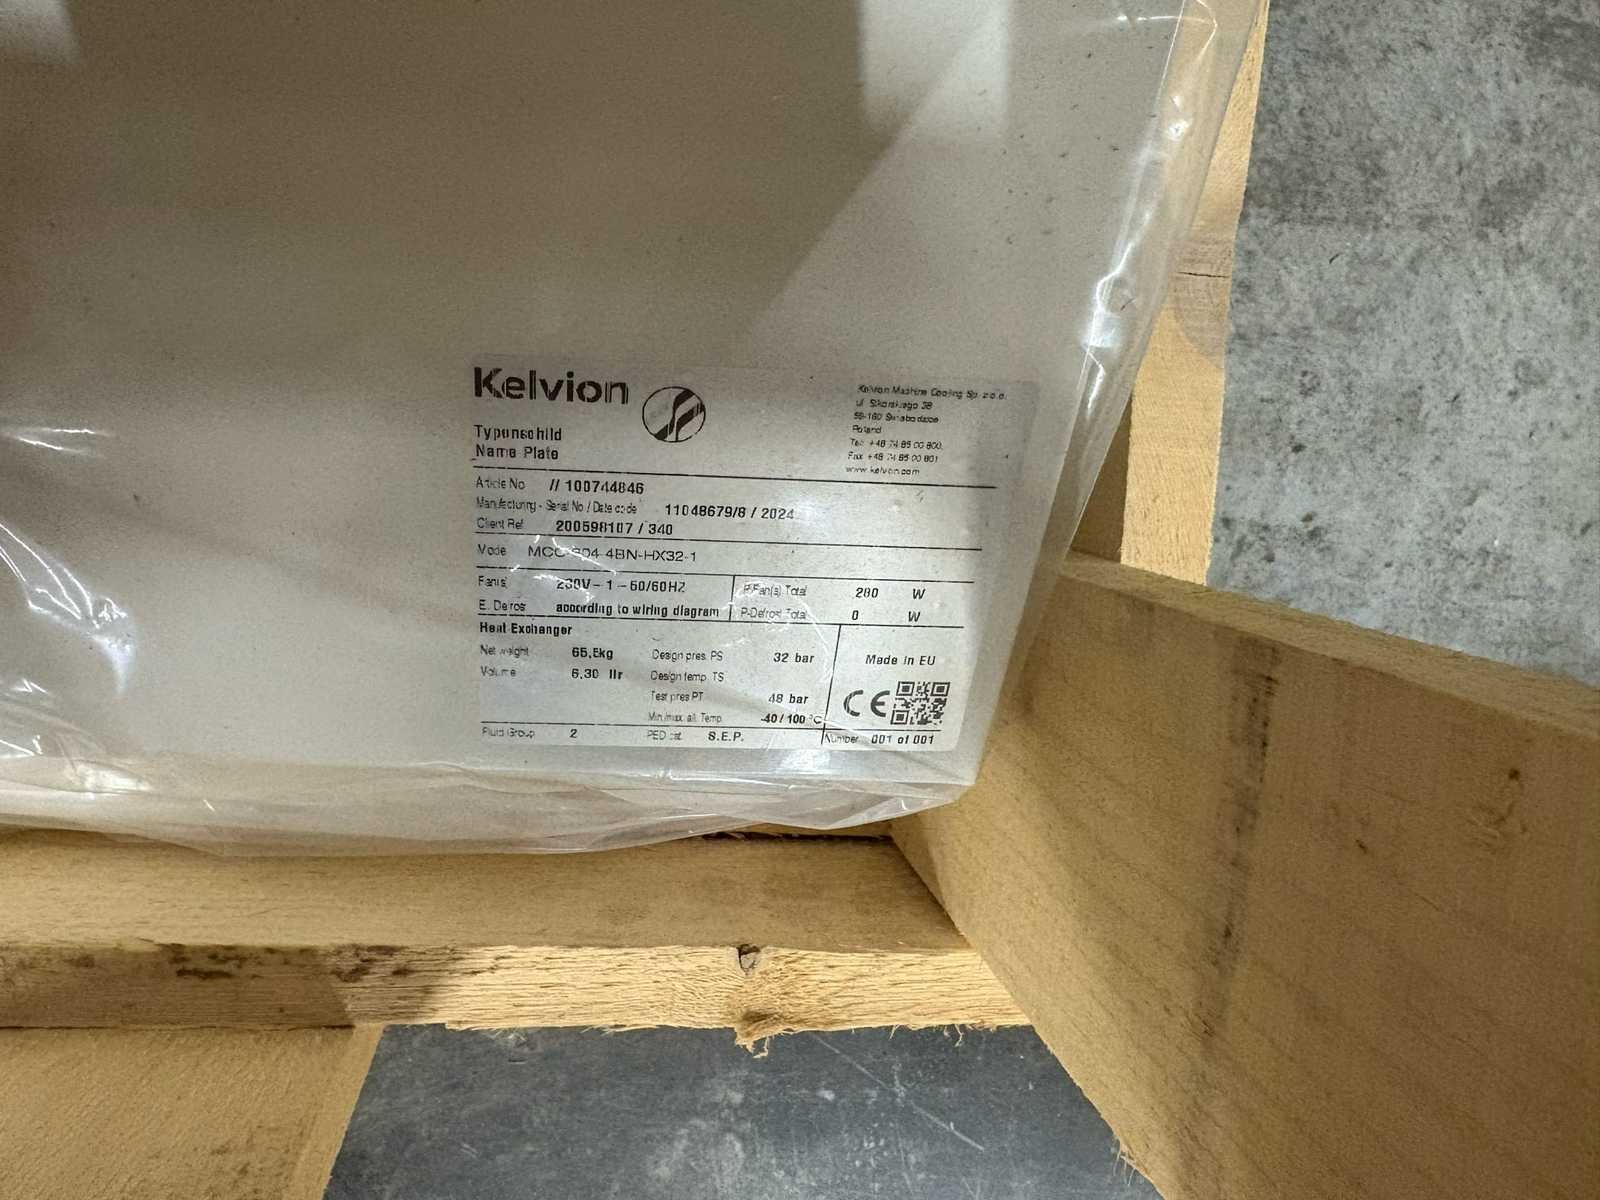 Kelvion
Typenschild
Name Plate
Kelvion Machine Cooling Sp. z o.o.
ul. Sikorskiego 38
58-160 Swiebodzice
Poland
Tel: +48 74 85 00 800
Fax +48 74 85 00 801
www.kelvion.com
Article No // 100744846
Manufacturing - Serial No / Date code 11048679/8 / 2024
Client Ref 200598107 / 340
Model 4BN-HX32-1
Fan(s) 230V – 1 – 50/60HZ P-Fan(s) Total 280 W
E. Defrost according to wiring diagram P-Defrost Total 0 W
Heat Exchanger
Net weight 65,5kg Design pres. PS 32 bar Made in EU
Volume 6,30 ltr Design temp. TS
Test pres PT 48 bar CE
Min./max. all. Temp. -40 / 100 °C
Fluid Group 2 PED cat. S.E.P. Number 001 of 001